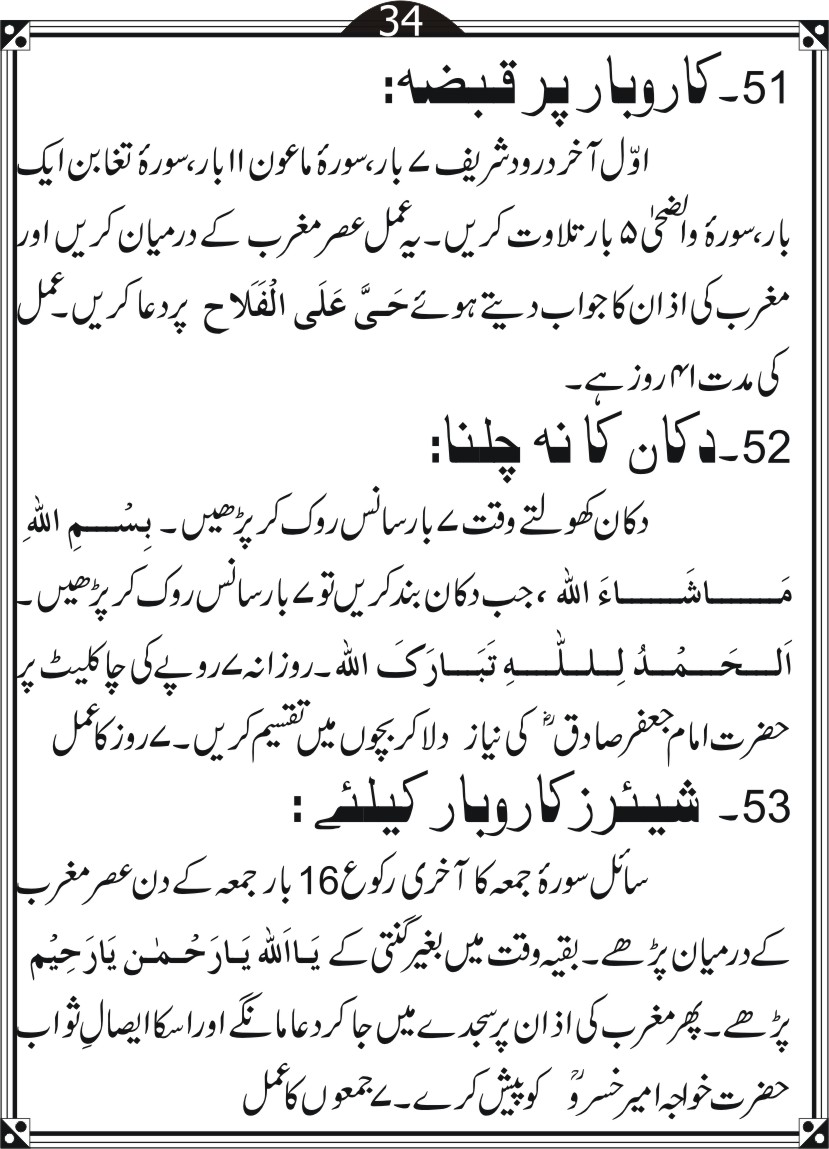 34
51۔کاروبار پر قبضہ:
اوّل آخر درود شریف ۷ بار،سورۂ ماعون ۱۱ بار،سورۂ تغابن ایک
بار،سورۂ والضحیٰ ۵ بار تلاوت کریں۔ یہ عمل عصر مغرب کے درمیان کریں اور
مغرب کی اذان کا جواب دیتے ہوئے حَیَّ عَلَی الْفَلَاح پر دعا کریں۔عمل
کی مدت ۴۱ روز ہے۔
52۔دکان کا نہ چلنا:
دکان کھولتے وقت ۷ بار سانس روک کر پڑھیں۔ بِسْمِ اللهِ
مَاشَاءَ الله ، جب دکان بند کریں تو ۷ بار سانس روک کر پڑھیں۔
اَلْحَمْدُ لِلّٰهِ تَبَارَکَ الله۔روزانہ ۷ روپے کی چاکلیٹ پر
حضرت امام جعفر صادقؓ کی نیاز دلا کر بچوں میں تقسیم کریں۔ ۷ روز کا عمل
53۔ شیئرز کاروبار کیلئے :
سائل سورۂ جمعہ کا آخری رکوع 16 بار جمعہ کے دن عصر مغرب
کے درمیان پڑھے۔ بقیہ وقت میں بغیر گنتی کے یَااَلله یَارَحْمٰن یَارَحِیْم
پڑھے۔ پھر مغرب کی اذان پر سجدے میں جا کر دعا مانگے اور اسکا ایصالِ ثواب
حضرت خواجہ امیر خسروؒ کو پیش کرے۔ ۷ جمعوں کا عمل